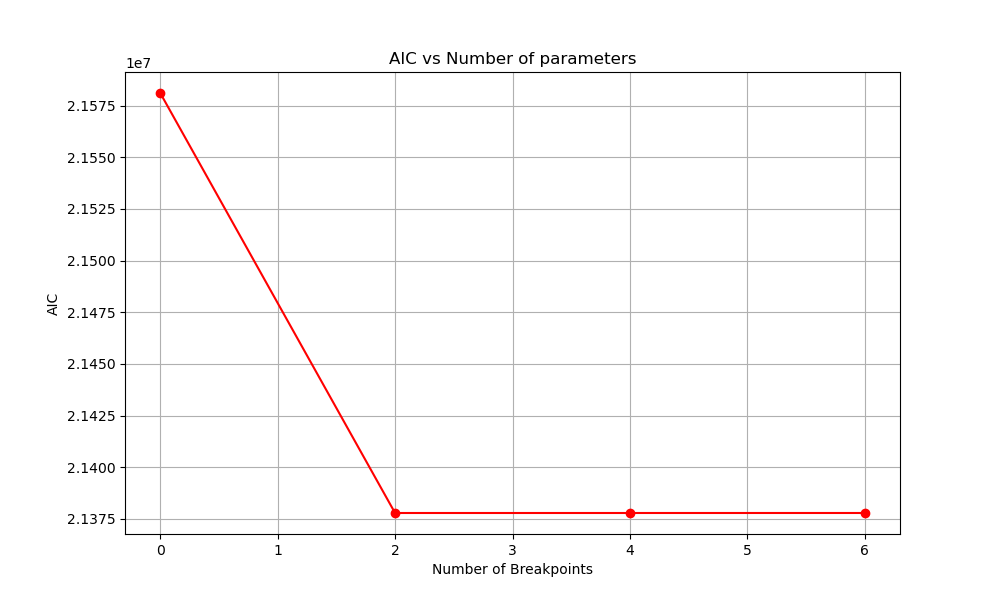 AIC vs Number of parameters
1e7
2.1575
2.1550
2.1525
2.1500
2.1475
2.1450
2.1425
2.1400
2.1375
AIC
0 1 2 3 4 5 6
Number of Breakpoints